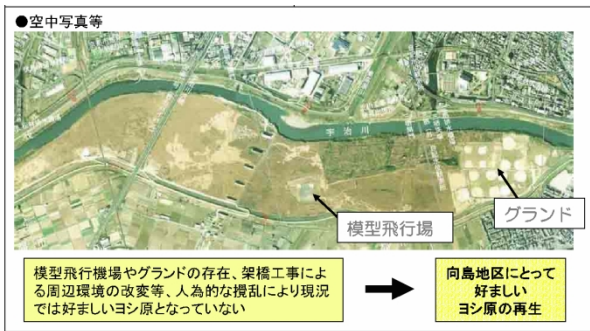 ●空中写真等
宇治川
グランド
模型飛行場
模型飛行機場やグランドの存在、架橋工事によ
る周辺環境の改変等、人為的な攪乱により現況
では好ましいヨシ原となっていない
向島地区にとって
好ましい
ヨシ原の再生